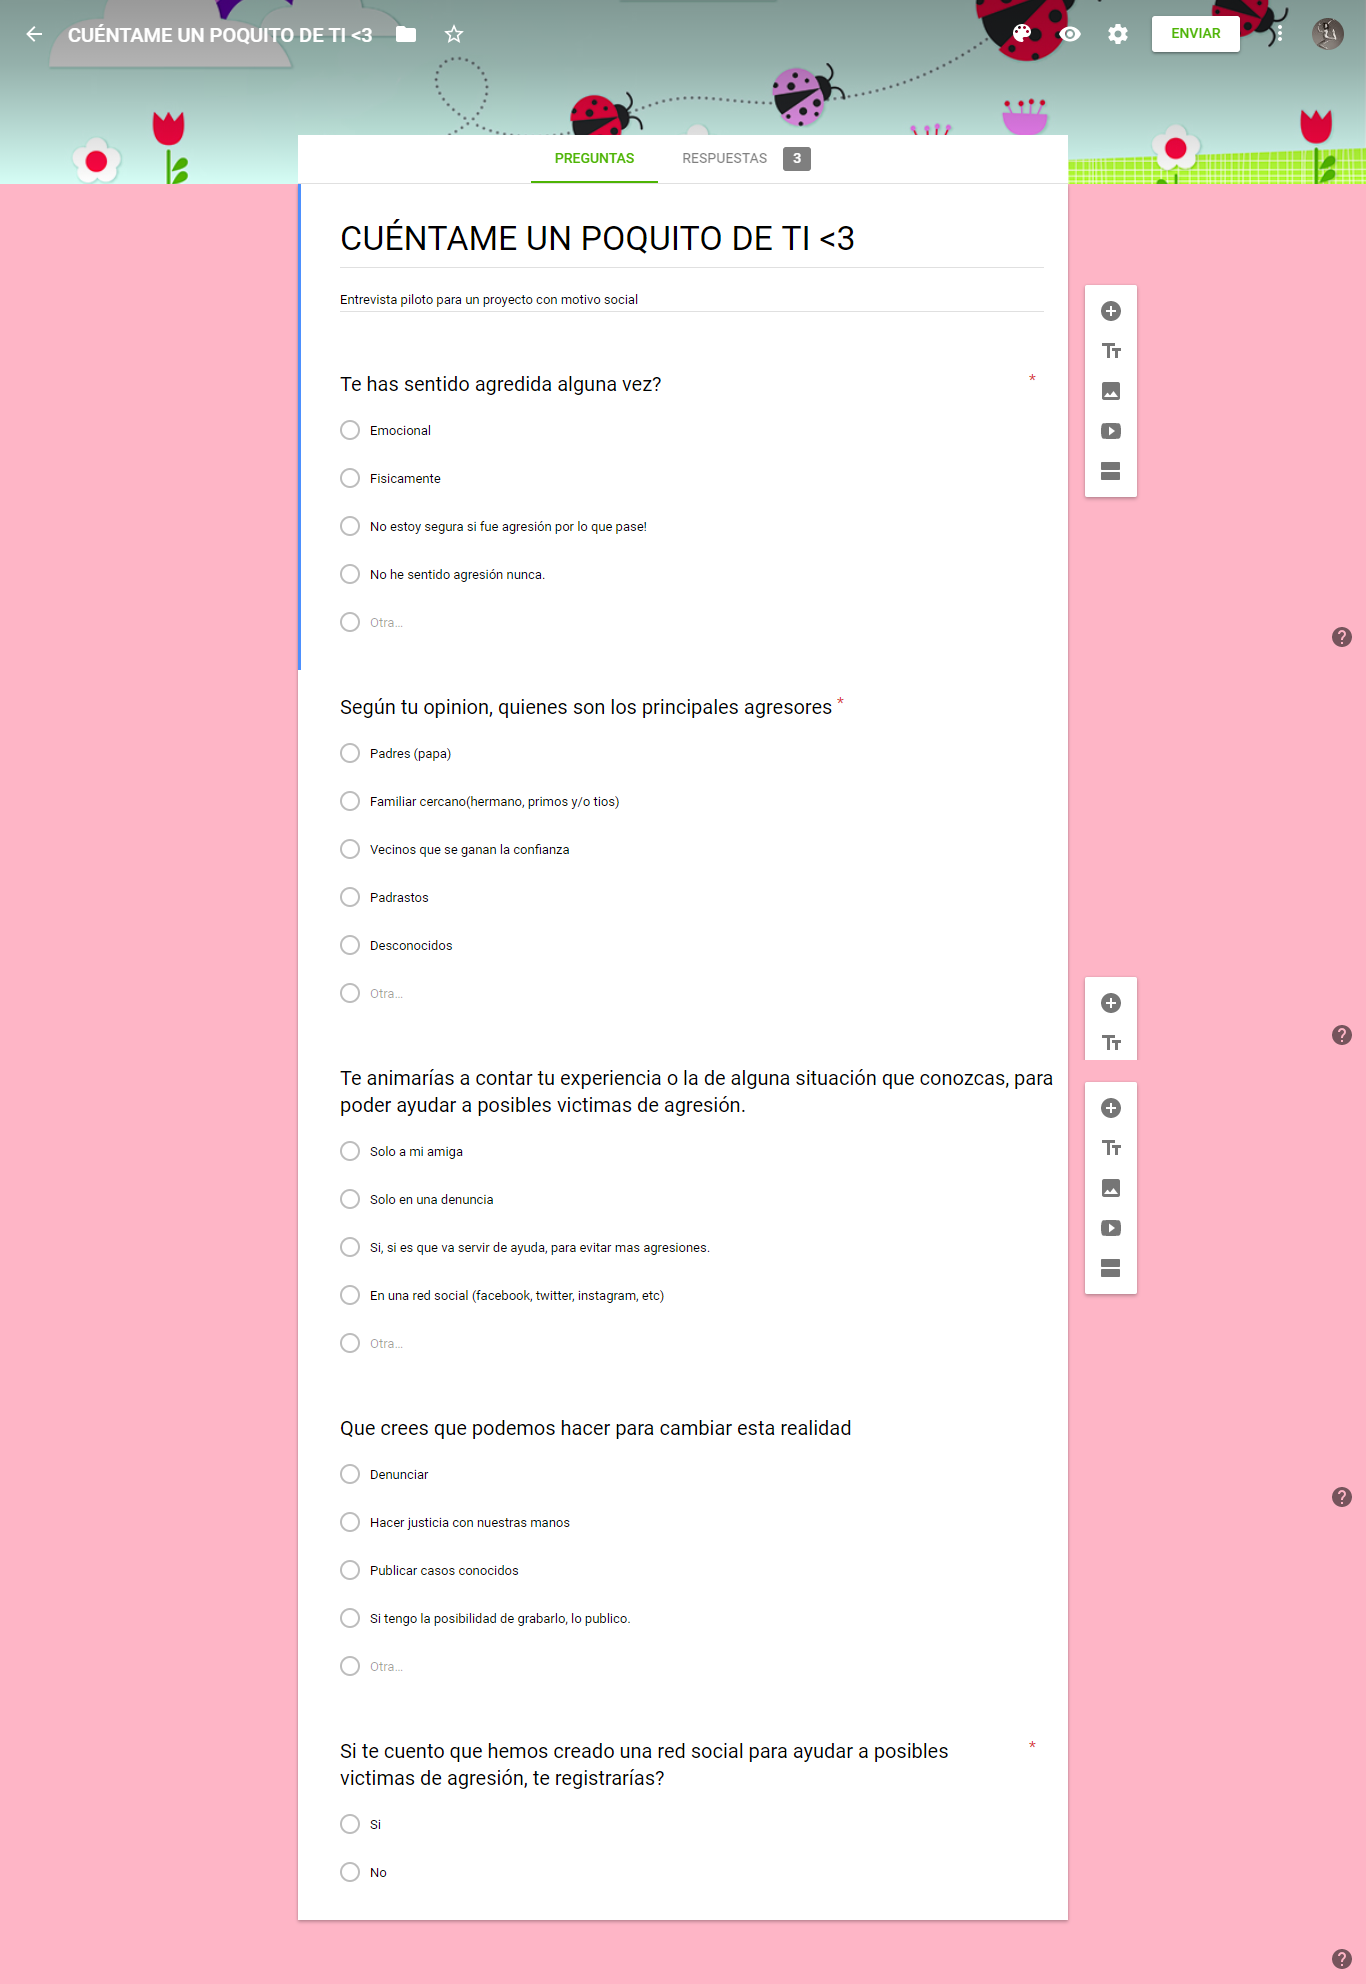 CUÉNTAME UN POQUITO DE TI <3
ENVIAR
PREGUNTAS
RESPUESTAS 3
CUÉNTAME UN POQUITO DE TI <3
Entrevista piloto para un proyecto con motivo social
Te has sentido agredida alguna vez? *
Emocional
Fisicamente
No estoy segura si fue agresión por lo que pase!
No he sentido agresión nunca.
Otra...
Según tu opinion, quienes son los principales agresores *
Padres (papa)
Familiar cercano(hermano, primos y/o tios)
Vecinos que se ganan la confianza
Padrastos
Desconocidos
Otra...
Te animarías a contar tu experiencia o la de alguna situación que conozcas, para
poder ayudar a posibles victimas de agresión.
Solo a mi amiga
Solo en una denuncia
Si, si es que va servir de ayuda, para evitar mas agresiones.
En una red social (facebook, twitter, instagram, etc)
Otra...
Que crees que podemos hacer para cambiar esta realidad
Denunciar
Hacer justicia con nuestras manos
Publicar casos conocidos
Si tengo la posibilidad de grabarlo, lo publico.
Otra...
Si te cuento que hemos creado una red social para ayudar a posibles *
victimas de agresión, te registrarías?
Si
No